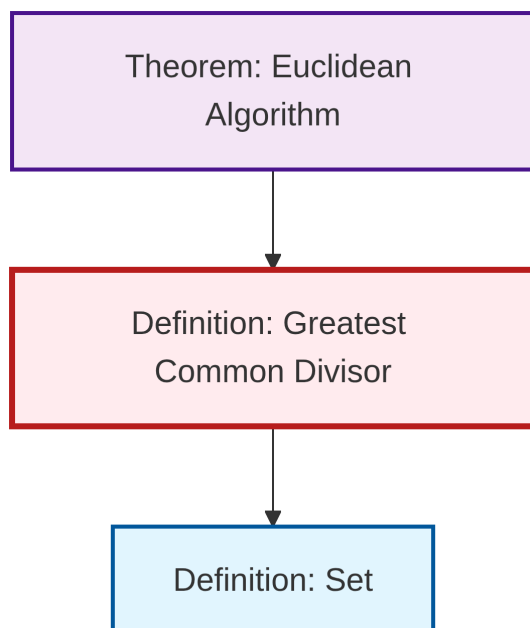 Theorem: Euclidean
Algorithm
Definition: Greatest
Common Divisor
Definition: Set